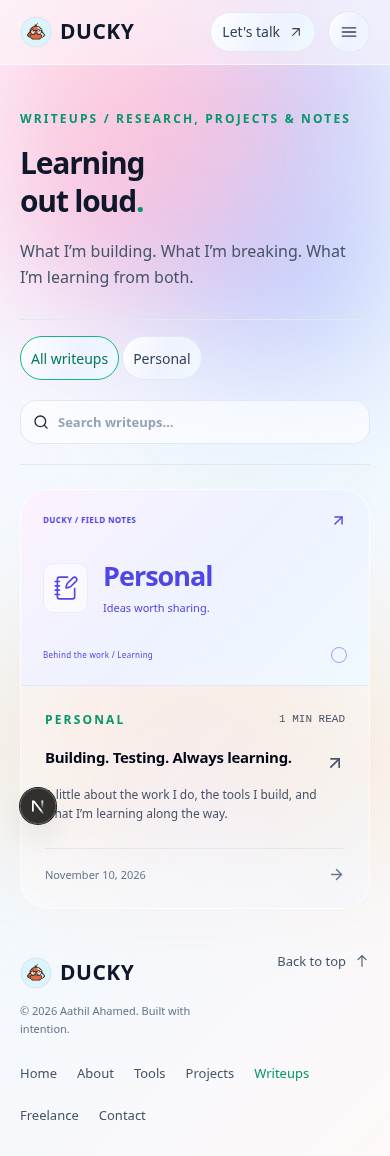 DUCKY
Let's talk
WRITEUPS / RESEARCH, PROJECTS & NOTES
Learning
out loud.
What I’m building. What I’m breaking. What
I’m learning from both.
All writeups
Personal
Search writeups...
DUCKY / FIELD NOTES
Personal
Ideas worth sharing.
Behind the work / Learning
PERSONAL
1 MIN READ
Building. Testing. Always learning.
little about the work I do, the tools I build, and
I’m learning along the way.
N
November 10, 2026
DUCKY
Back to top
© 2026 Aathil Ahamed. Built with
intention.
Home About Tools Projects Writeups
Freelance Contact